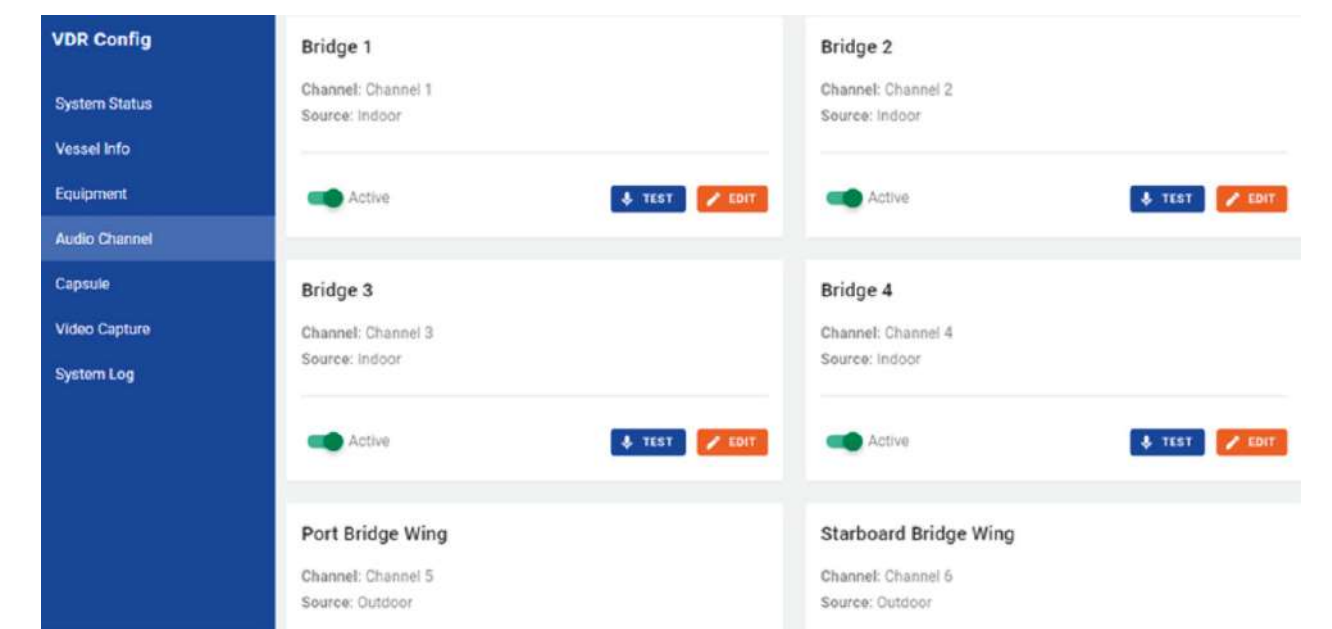 VDR Config
System Status
Vessel Info
Equipment
Audio Channel
Capsule
Video Capture
System Log
Bridge 1
Channel: Channel 1
Source: Indoor
Active
TEST
EDIT
Bridge 2
Channel: Channel 2
Source: Indoor
Active
TEST
EDIT
Bridge 3
Channel: Channel 3
Source: Indoor
Active
TEST
EDIT
Bridge 4
Channel: Channel 4
Source: Indoor
Active
TEST
EDIT
Port Bridge Wing
Channel: Channel 5
Source: Outdoor
Starboard Bridge Wing
Channel: Channel 6
Source: Outdoor